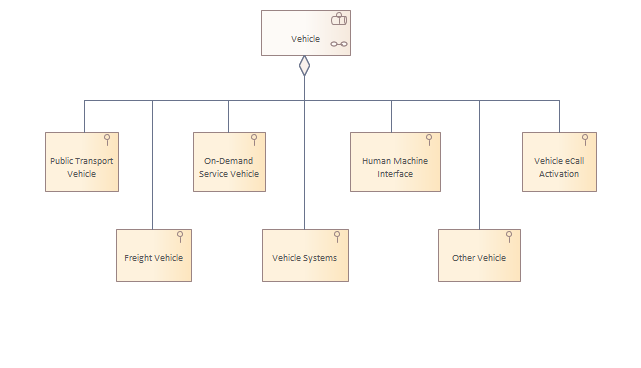 Vehicle
Public Transport
Vehicle
On-Demand
Service Vehicle
Human Machine
Interface
Vehicle eCall
Activation
Freight Vehicle
Vehicle Systems
Other Vehicle